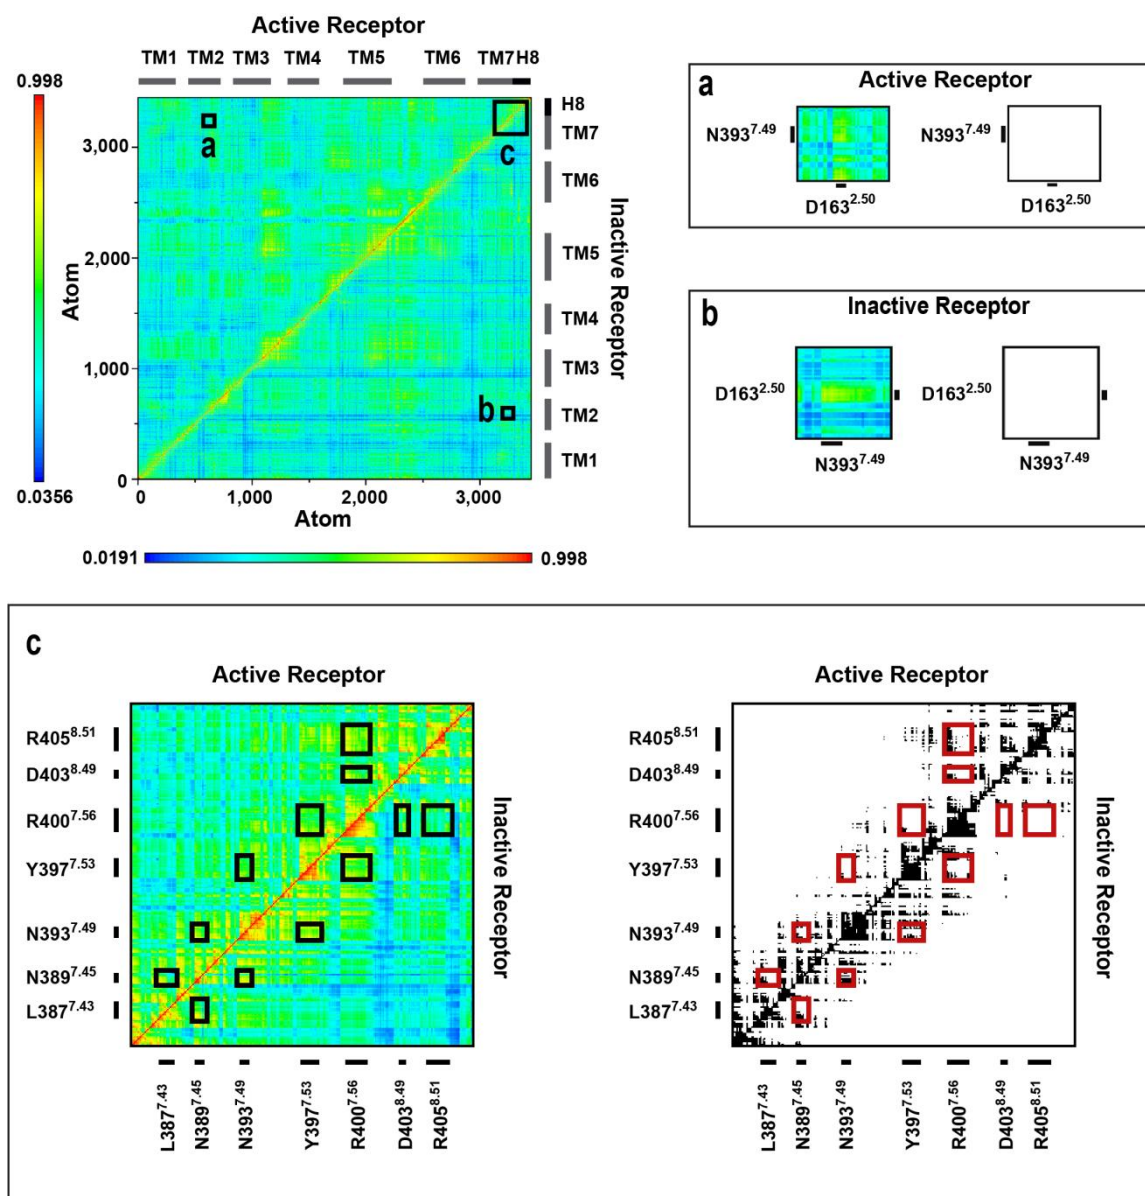 Active Receptor
TM1 TM2 TM3 TM4 TM5 TM6 TM7 H8
0.998
0.0356
Atom
3,000
2,000
1,000
0
a
c
b
H8
TM7
TM6
TM5
TM4
TM3
TM2
TM1
Inactive Receptor
0 1,000 2,000 3,000
Atom
0.0191 0.998
a
Active Receptor
N393^7.49 N393^7.49
D163^2.50 D163^2.50
b
Inactive Receptor
D163^2.50 D163^2.50
N393^7.49 N393^7.49
c
Active Receptor
R405^8.51
D403^8.49
R400^7.56
Y397^7.53
N393^7.49
N389^7.45
L387^7.43
Inactive Receptor
L387^7.43 N389^7.45 N393^7.49 Y397^7.53 R400^7.56 D403^8.49 R405^8.51
Active Receptor
R405^8.51
D403^8.49
R400^7.56
Y397^7.53
N393^7.49
N389^7.45
L387^7.43
Inactive Receptor
L387^7.43 N389^7.45 N393^7.49 Y397^7.53 R400^7.56 D403^8.49 R405^8.51